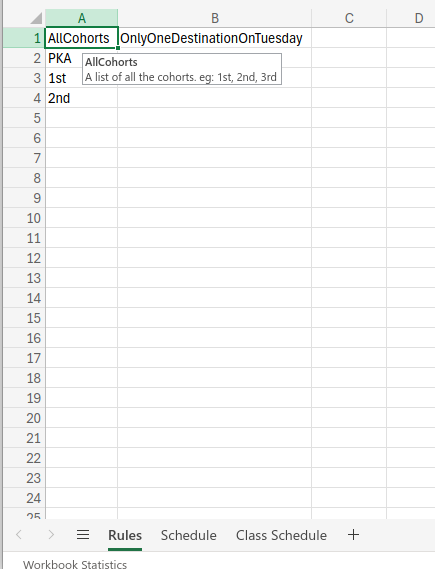 A B C D
1 AllCohorts OnlyOneDestinationOnTuesday
2 PKA
AllCohorts
3 1st
A list of all the cohorts. eg: 1st, 2nd, 3rd
4 2nd
5
6
7
8
9
10
11
12
13
14
15
16
17
18
19
20
21
22
23
24
25
Rules Schedule Class Schedule +
Workbook Statistics